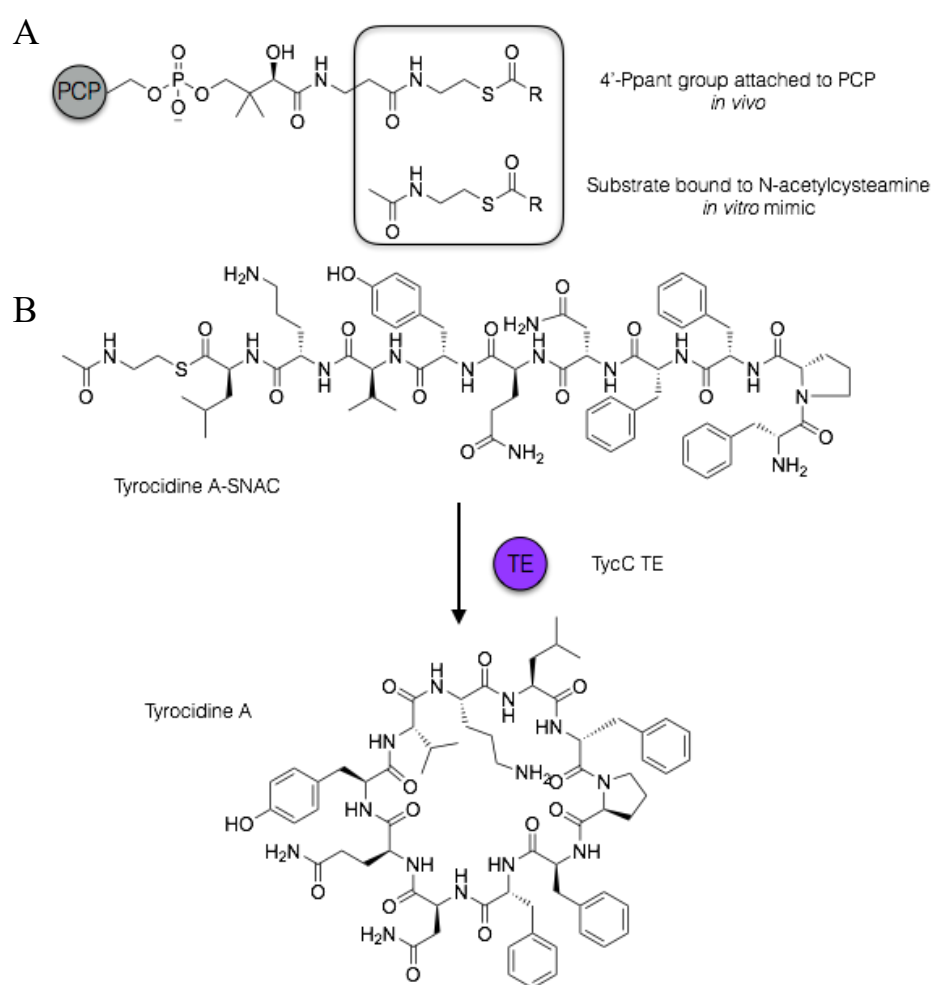 A
PCP
4'-Ppant group attached to PCP
in vivo
Substrate bound to N-acetylcysteamine
in vitro mimic
B
Tyrocidine A-SNAC
TE
TycC TE
Tyrocidine A